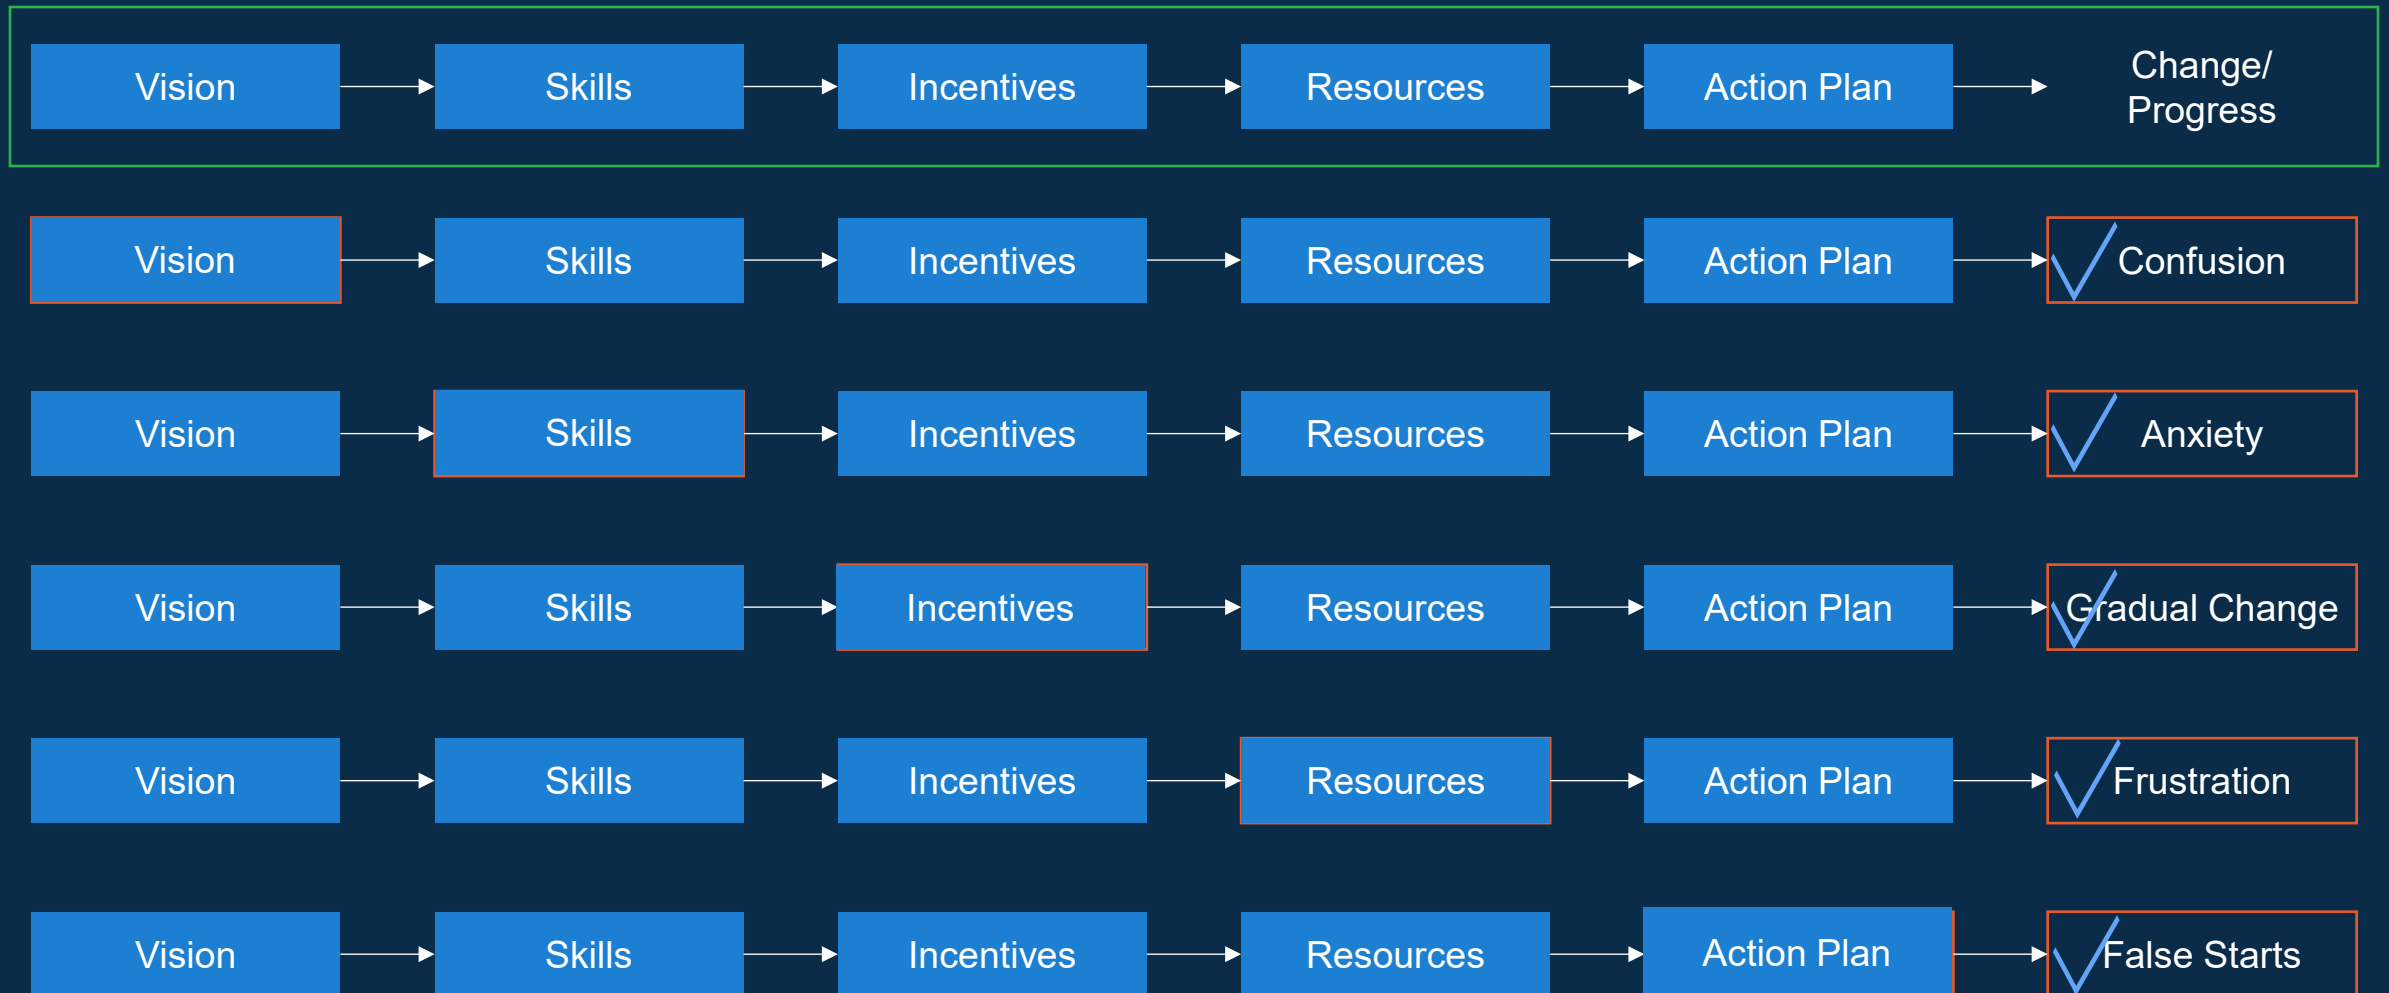 Vision Skills Incentives Resources Action Plan Change/
Progress
Vision Skills Incentives Resources Action Plan Confusion
Vision Skills Incentives Resources Action Plan Anxiety
Vision Skills Incentives Resources Action Plan Gradual Change
Vision Skills Incentives Resources Action Plan Frustration
Vision Skills Incentives Resources Action Plan False Starts